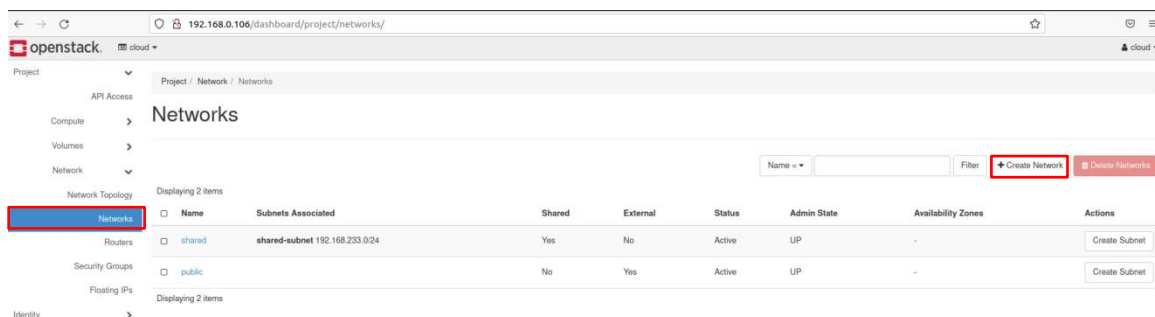 192.168.0.106/dashboard/project/networks/
openstack. cloud
cloud
Project
API Access
Compute
Volumes
Network
Network Topology
Networks
Routers
Security Groups
Floating IPs
Identity
Project / Network / Networks
Networks
Name = Filter + Create Network Delete Networks
Displaying 2 items
Name Subnets Associated Shared External Status Admin State Availability Zones Actions
shared shared-subnet 192.168.233.0/24 Yes No Active UP - Create Subnet
public No Yes Active UP - Create Subnet
Displaying 2 items